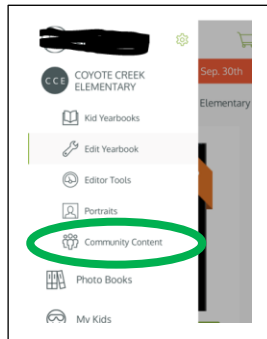 CCE
COYOTE CREEK
ELEMENTARY
Sep. 30th
Elementary
Kid Yearbooks
Edit Yearbook
Editor Tools
Portraits
Community Content
Photo Books
My Kids